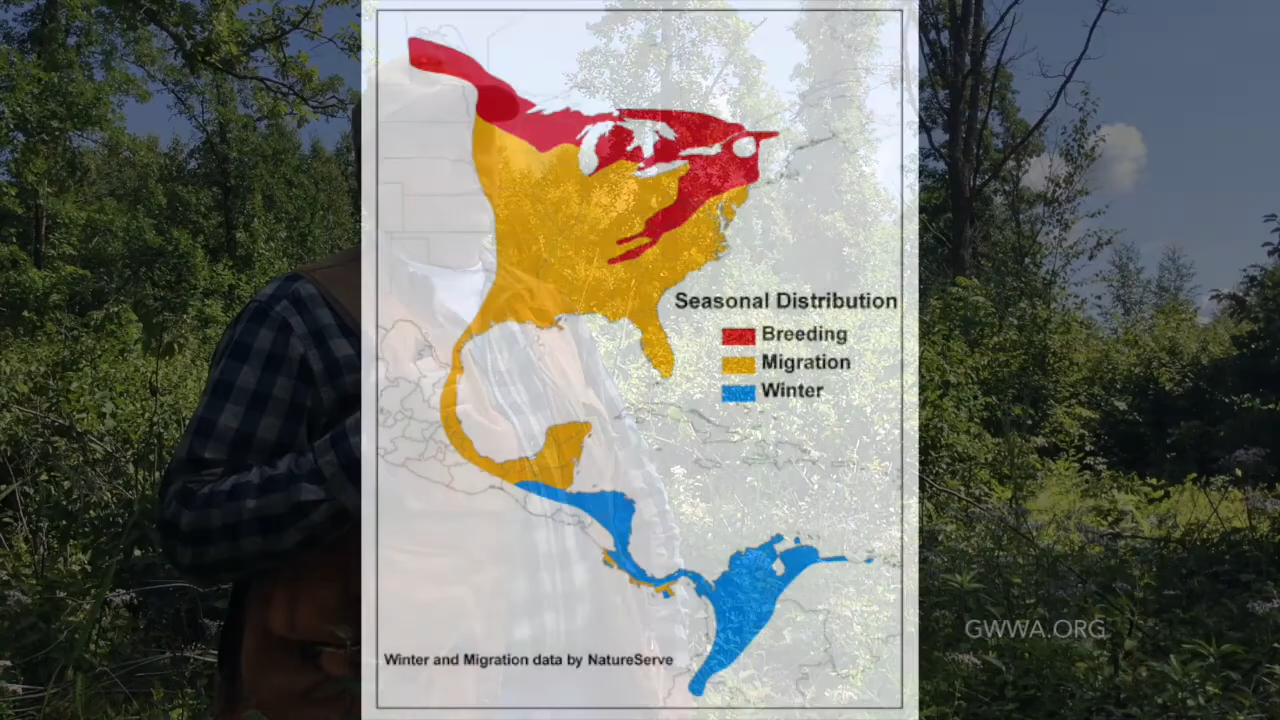 Seasonal Distribution
Breeding
Migration
Winter
GWWA.ORG
Winter and Migration data by NatureServe